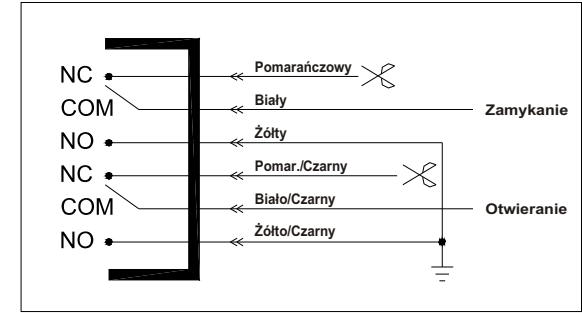 NC Pomarańczowy
COM Biały Zamykanie
NO Żółty
NC Pomar./Czarny
COM Biało/Czarny Otwieranie
NO Żółto/Czarny